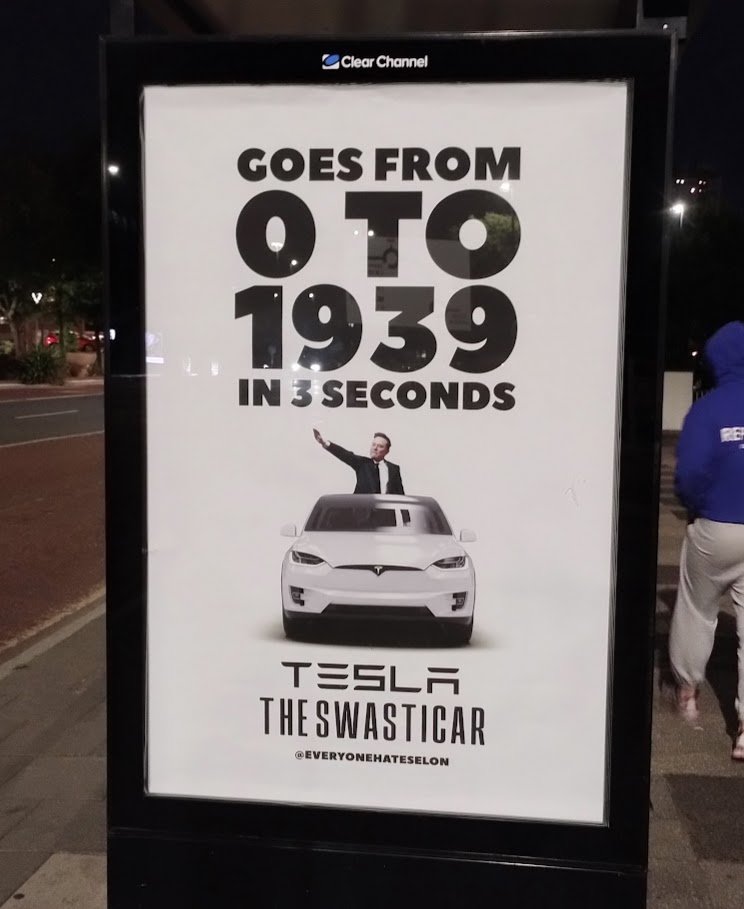 Clear Channel
GOES FROM
0 TO
1939
IN 3 SECONDS
TESLA
THE SWASTICAR
@EVERYONEHATESELON